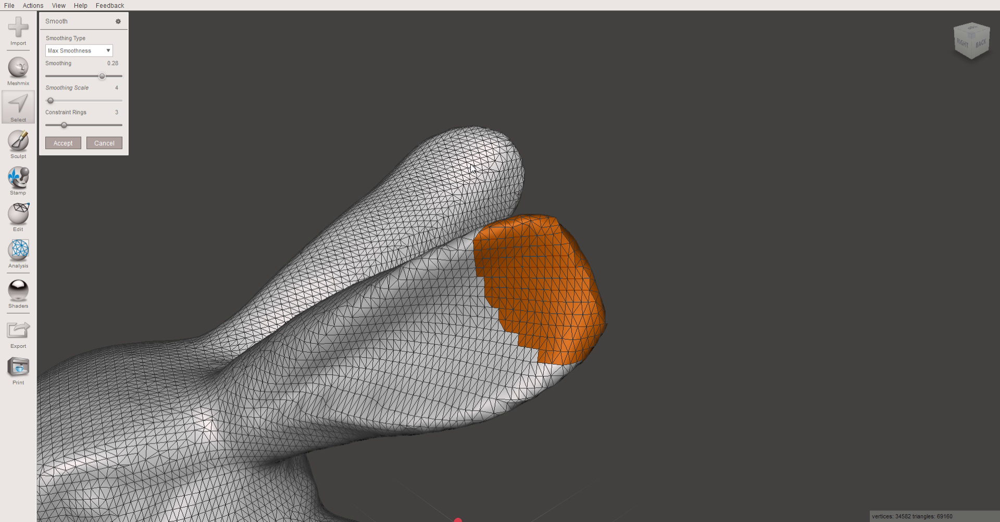 File Actions View Help Feedback
Import
Meshmix
Select
Sculpt
Stamp
Edit
Analysis
Shaders
Export
Print
Smooth
Smoothing Type
Max Smoothness
Smoothing 0.28
Smoothing Scale 4
Constraint Rings 3
Accept Cancel
RIGHT BACK
vertices: 34582 triangles: 69160